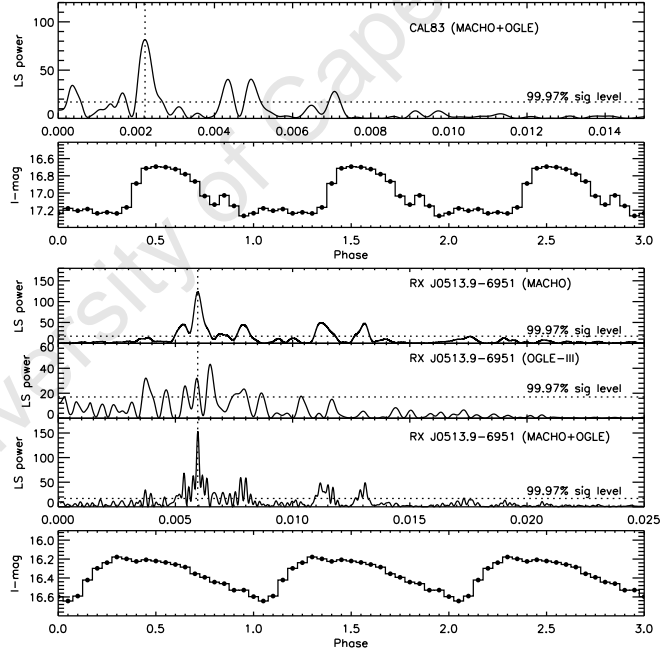 CAL83 (MACHO+OGLE)
LS power
100
50
0
99.97% sig level
0.000 0.002 0.004 0.006 0.008 0.010 0.012 0.014
I-mag
16.6
16.8
17.0
17.2
0.0 0.5 1.0 1.5 2.0 2.5 3.0
Phase
RX J0513.9-6951 (MACHO)
LS power
150
100
50
0
99.97% sig level
RX J0513.9-6951 (OGLE-III)
LS power
60
40
20
0
99.97% sig level
RX J0513.9-6951 (MACHO+OGLE)
LS power
150
100
50
0
99.97% sig level
0.000 0.005 0.010 0.015 0.020 0.025
I-mag
16.0
16.2
16.4
16.6
0.0 0.5 1.0 1.5 2.0 2.5 3.0
Phase
versity of Cape